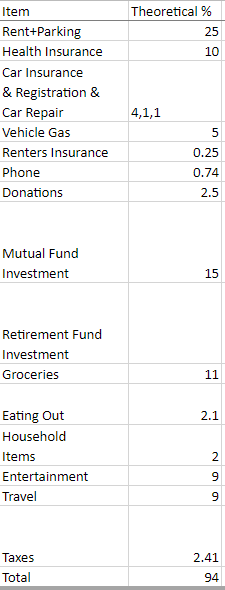 Item Theoretical %
Rent+Parking 25
Health Insurance 10
Car Insurance
& Registration &
Car Repair 4,1,1
Vehicle Gas 5
Renters Insurance 0.25
Phone 0.74
Donations 2.5
Mutual Fund
Investment 15
Retirement Fund
Investment
Groceries 11
Eating Out 2.1
Household
Items 2
Entertainment 9
Travel 9
Taxes 2.41
Total 94